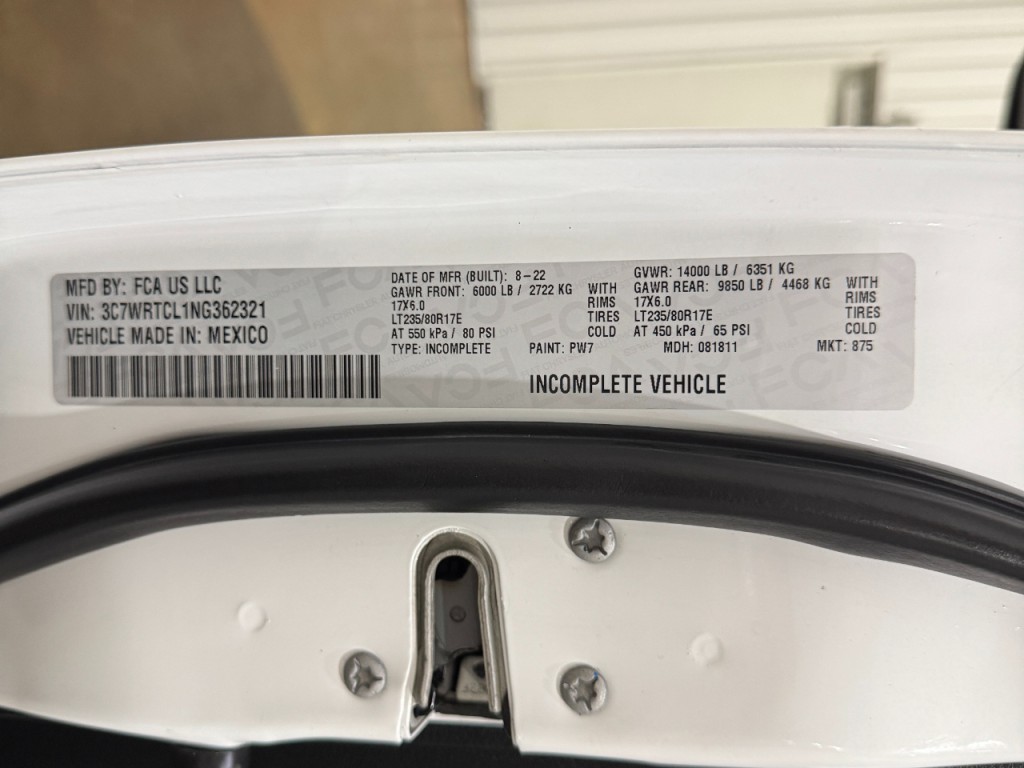 MFD BY: FCA US LLC
VIN: 3C7WRTCL1NG362321
VEHICLE MADE IN: MEXICO
DATE OF MFR (BUILT): 8-22
GAWR FRONT: 6000 LB / 2722 KG WITH
17X6.0 RIMS
LT235/80R17E TIRES
AT 550 kPa / 80 PSI COLD
TYPE: INCOMPLETE
GVWR: 14000 LB / 6351 KG
GAWR REAR: 9850 LB / 4468 KG WITH
17X6.0 RIMS
LT235/80R17E TIRES
AT 450 kPa / 65 PSI COLD
PAINT: PW7 MDH: 081811 MKT: 875
INCOMPLETE VEHICLE